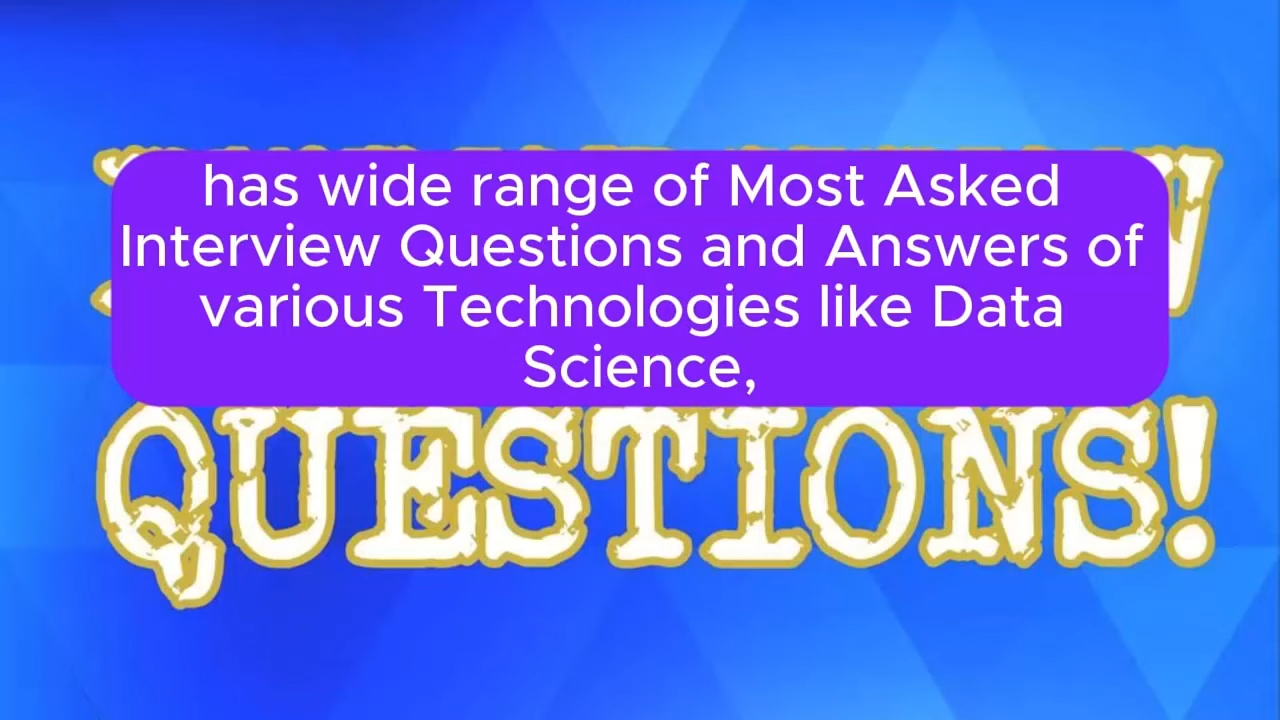 has wide range of Most Asked
Interview Questions and Answers of
various Technologies like Data
Science,
QUESTIONS!